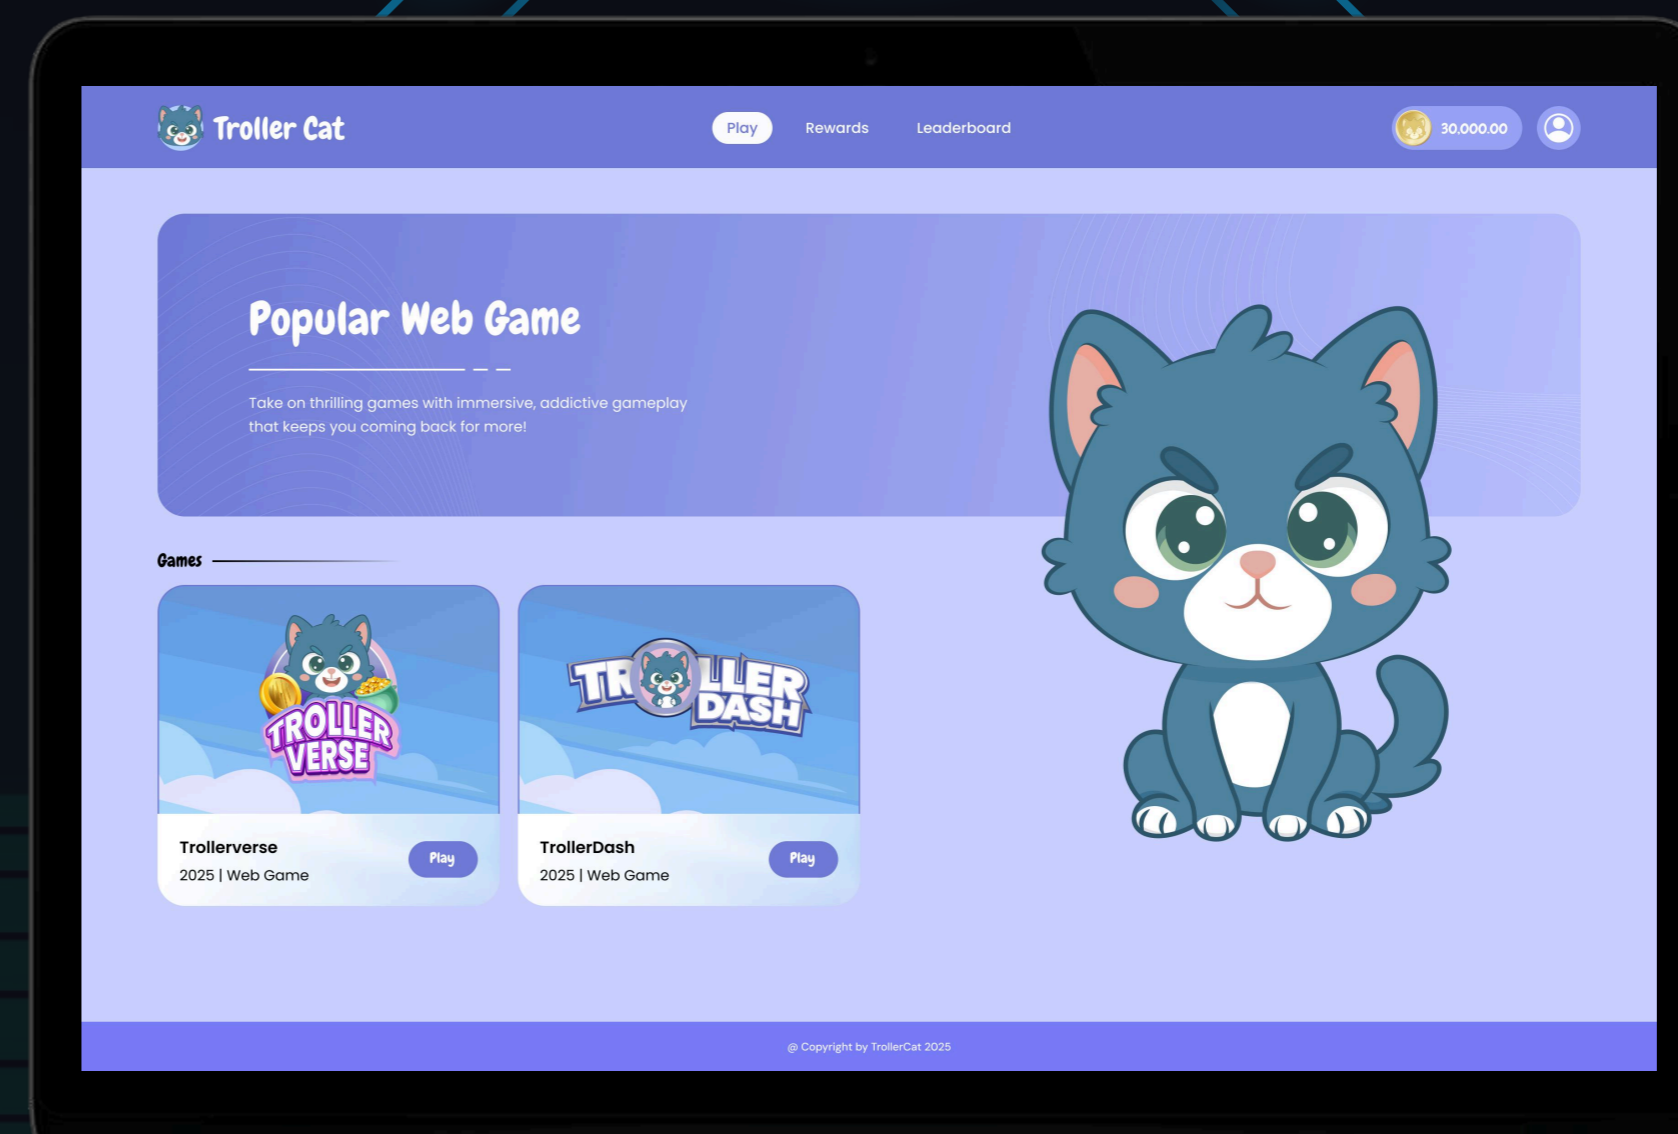 Troller Cat
Play
Rewards
Leaderboard
30,000.00
Popular Web Game
Take on thrilling games with immersive, addictive gameplay
that keeps you coming back for more!
Games
TROLLER
VERSE
TROLLER
DASH
Trollerverse
2025 | Web Game
Play
TrollerDash
2025 | Web Game
Play
@ Copyright by TrollerCat 2025